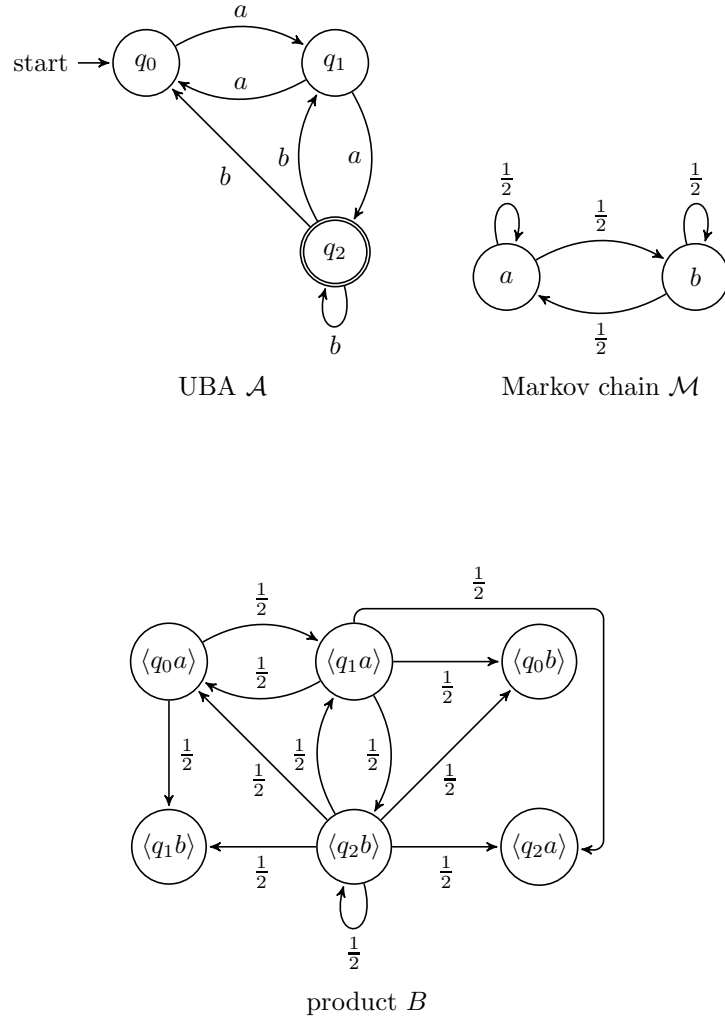 a
start
q₀
q₁
a
b
a
b
q₂
b
1/2
1/2
1/2
a
b
1/2
UBA 𝒜
Markov chain ℳ
1/2
1/2
⟨q₀a⟩
1/2
⟨q₁a⟩
1/2
⟨q₀b⟩
1/2
1/2
1/2
1/2
1/2
⟨q₁b⟩
1/2
⟨q₂b⟩
1/2
⟨q₂a⟩
1/2
product B